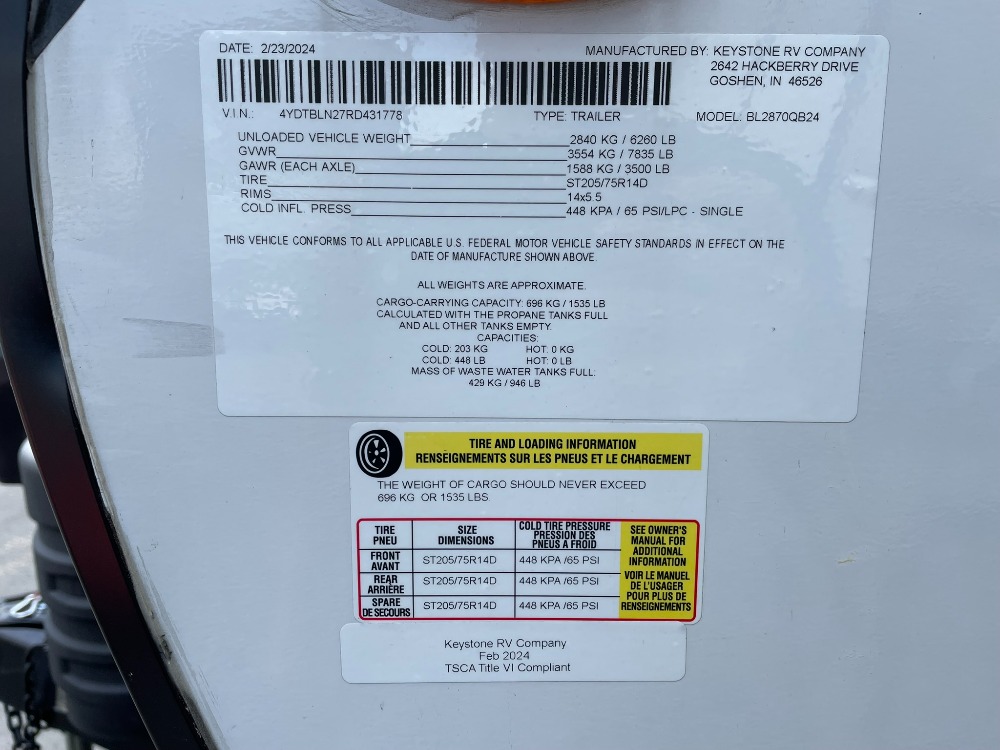 DATE: 2/23/2024
MANUFACTURED BY: KEYSTONE RV COMPANY
2642 HACKBERRY DRIVE
GOSHEN, IN 46526
V.I.N.: 4YDTBLN27RD431778 TYPE: TRAILER MODEL: BL2870QB24
UNLOADED VEHICLE WEIGHT 2840 KG / 6260 LB
GVWR 3554 KG / 7835 LB
GAWR (EACH AXLE) 1588 KG / 3500 LB
TIRE ST205/75R14D
RIMS 14x5.5
COLD INFL. PRESS 448 KPA / 65 PSI/LPC - SINGLE
THIS VEHICLE CONFORMS TO ALL APPLICABLE U.S. FEDERAL MOTOR VEHICLE SAFETY STANDARDS IN EFFECT ON THE
DATE OF MANUFACTURE SHOWN ABOVE.
ALL WEIGHTS ARE APPROXIMATE.
CARGO-CARRYING CAPACITY: 696 KG / 1535 LB
CALCULATED WITH THE PROPANE TANKS FULL
AND ALL OTHER TANKS EMPTY.
CAPACITIES:
COLD: 203 KG HOT: 0 KG
COLD: 448 LB HOT: 0 LB
MASS OF WASTE WATER TANKS FULL:
429 KG / 946 LB
TIRE AND LOADING INFORMATION
RENSEIGNEMENTS SUR LES PNEUS ET LE CHARGEMENT
THE WEIGHT OF CARGO SHOULD NEVER EXCEED
696 KG OR 1535 LBS
TIRE
PNEU
SIZE
DIMENSIONS
COLD TIRE PRESSURE
PRESSION DES
PNEUS A FROID
FRONT
AVANT
ST205/75R14D
448 KPA /65 PSI
REAR
ARRIÈRE
ST205/75R14D
448 KPA /65 PSI
SPARE
DE SECOURS
ST205/75R14D
448 KPA /65 PSI
SEE OWNER'S
MANUAL FOR
ADDITIONAL
INFORMATION
VOIR LE MANUEL
DE L'USAGER
POUR PLUS DE
RENSEIGNEMENTS
Keystone RV Company
Feb 2024
TSCA Title VI Compliant